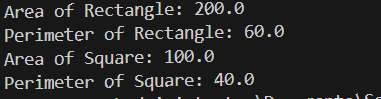 Area of Rectangle: 200.0
Perimeter of Rectangle: 60.0
Area of Square: 100.0
Perimeter of Square: 40.0